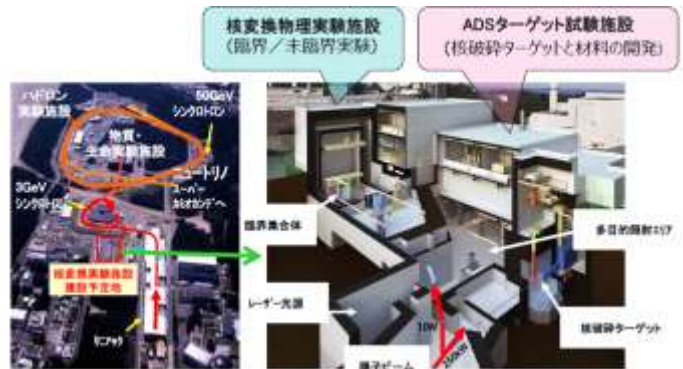 核変換物理実験施設
(臨界／未臨界実験)
ADSターゲット試験施設
(核破砕ターゲットと材料の開発)
ハドロン
実験施設
50GeV
シンクロトロン
物質・
生命実験施設
ニュートリノ
スーパー
カミオカンデへ
3GeV
シンクロトロン
核変換実験施設
建設予定地
リニアック
臨界集合体
レーザー光源
多目的照射エリア
核破砕ターゲット
10W
250kW
陽子ビーム